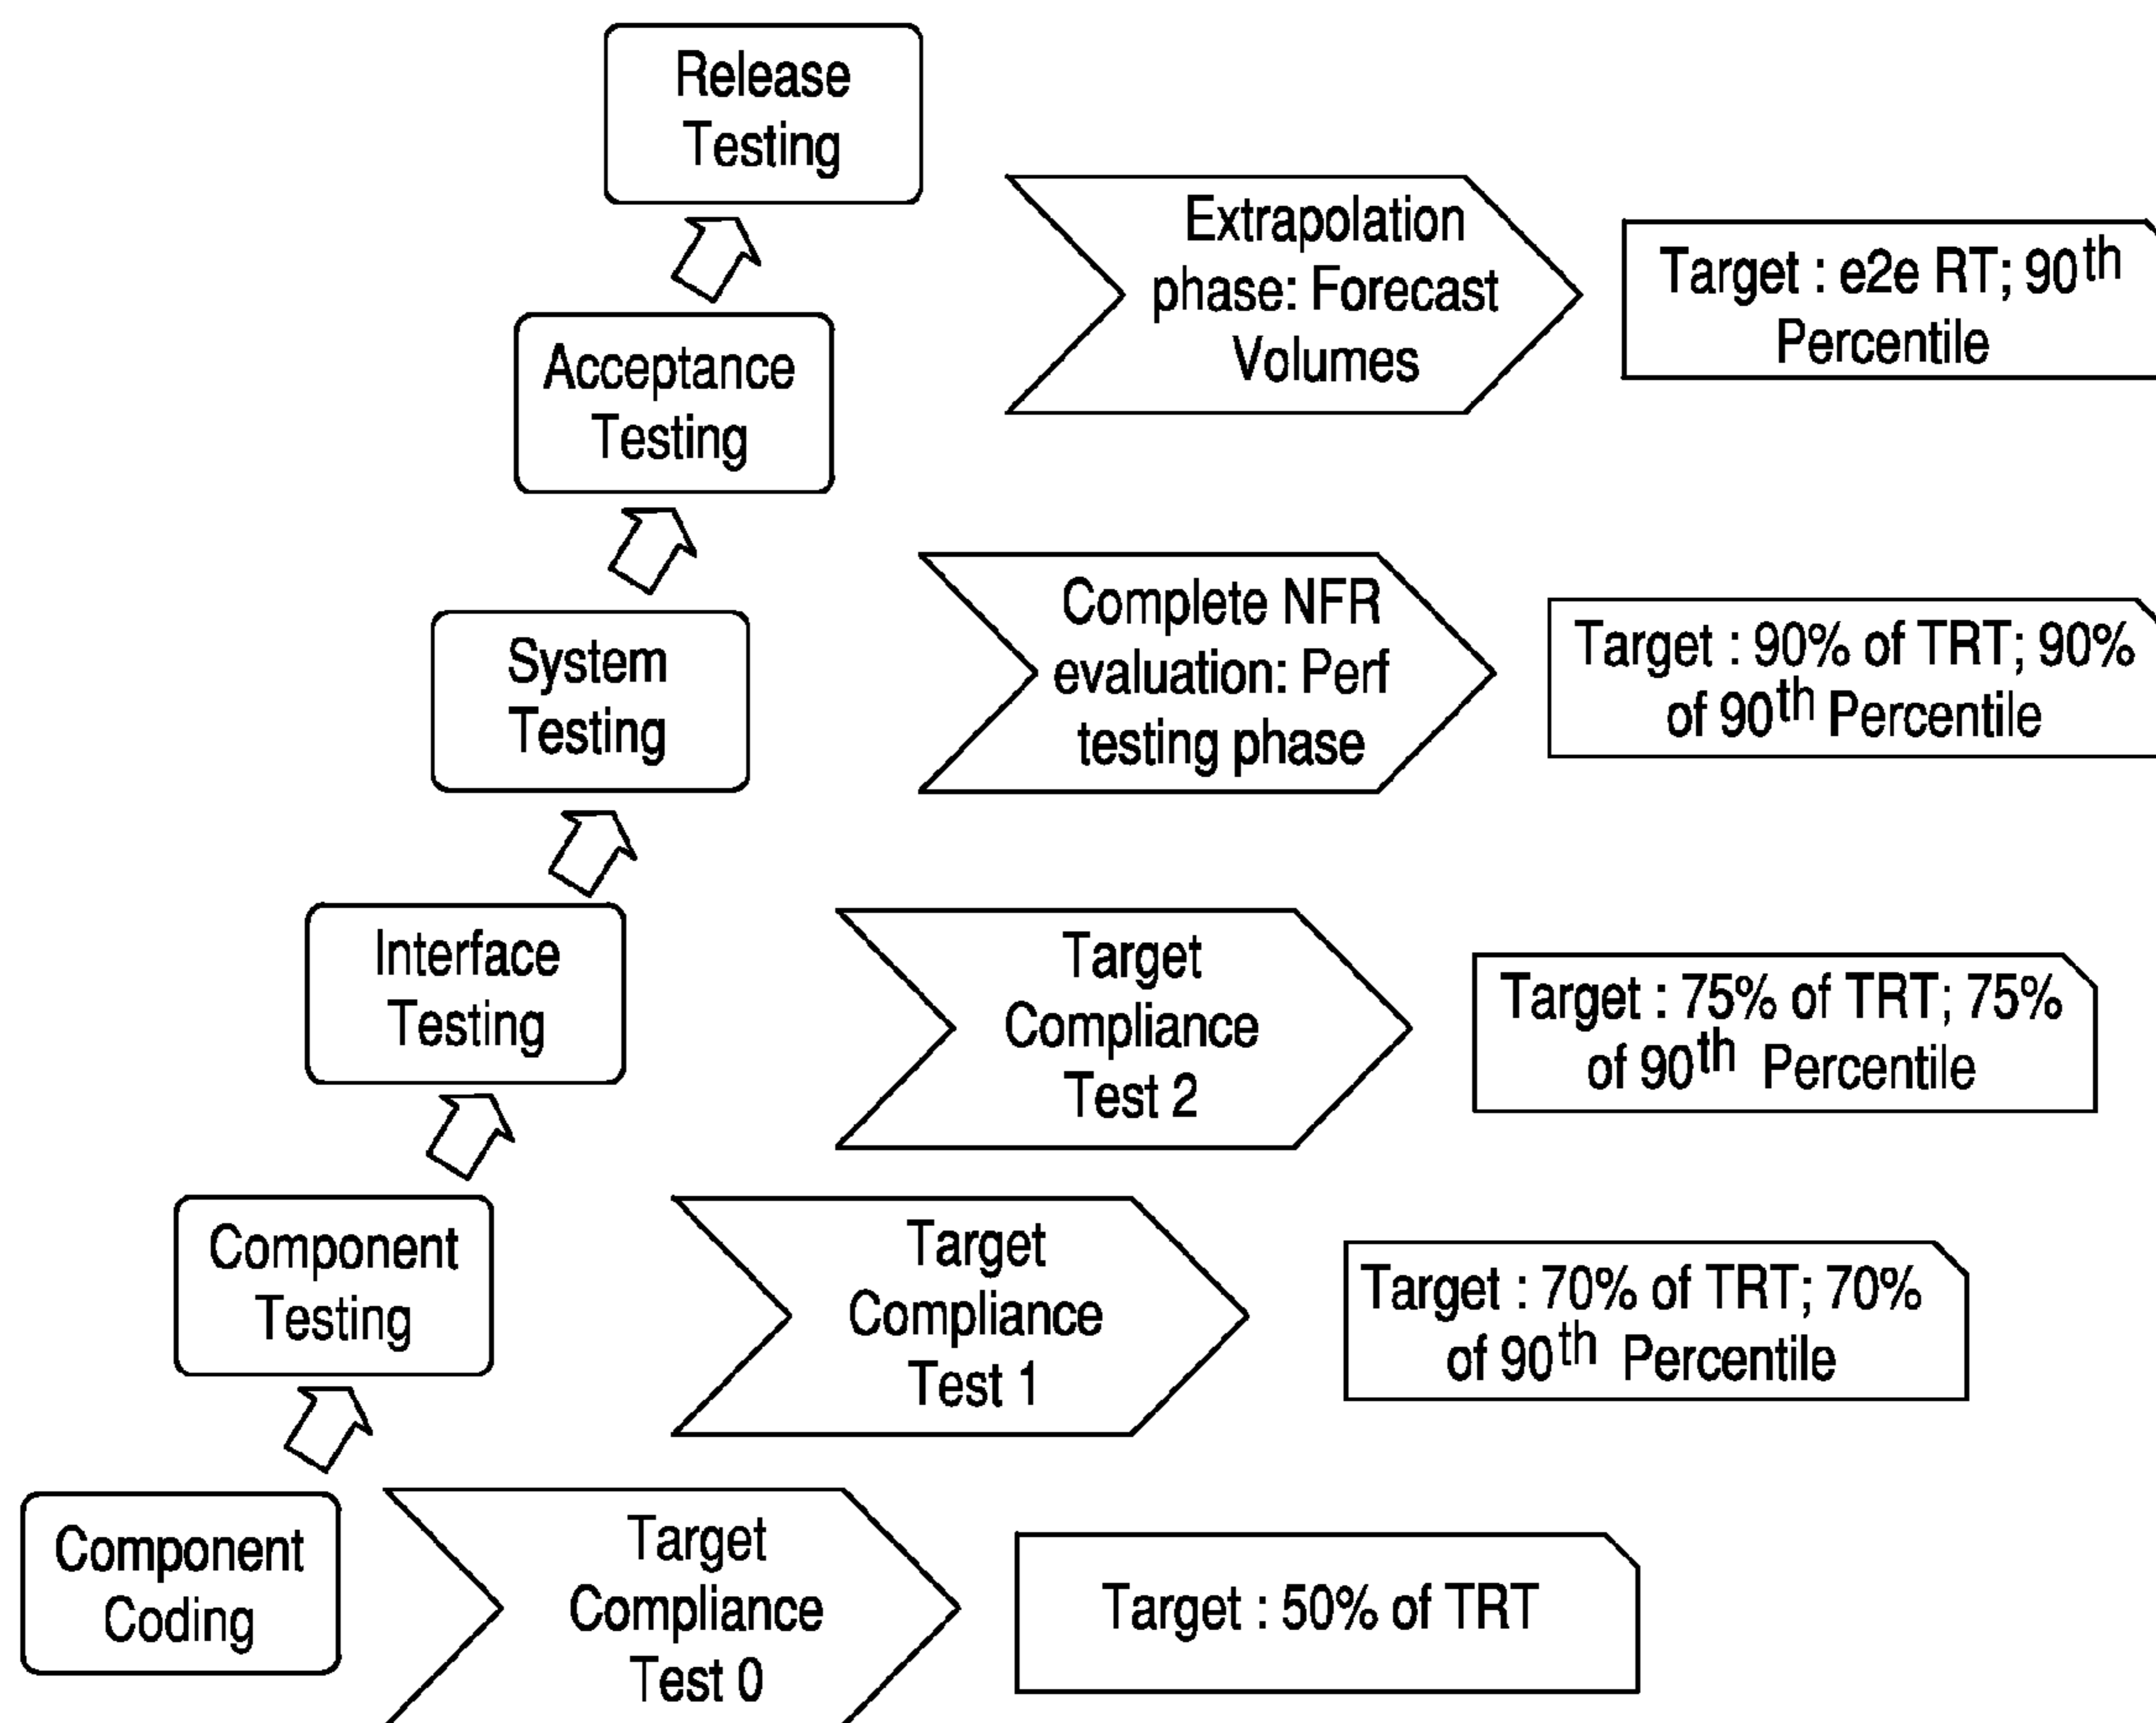 Release
Testing
Extrapolation
phase: Forecast
Volumes
Target : e2e RT; 90th
Percentile
Acceptance
Testing
Complete NFR
evaluation: Perf
testing phase
Target : 90% of TRT; 90%
of 90th Percentile
System
Testing
Interface
Testing
Target
Compliance
Test 2
Target : 75% of TRT; 75%
of 90th Percentile
Component
Testing
Target
Compliance
Test 1
Target : 70% of TRT; 70%
of 90th Percentile
Component
Coding
Target
Compliance
Test 0
Target : 50% of TRT